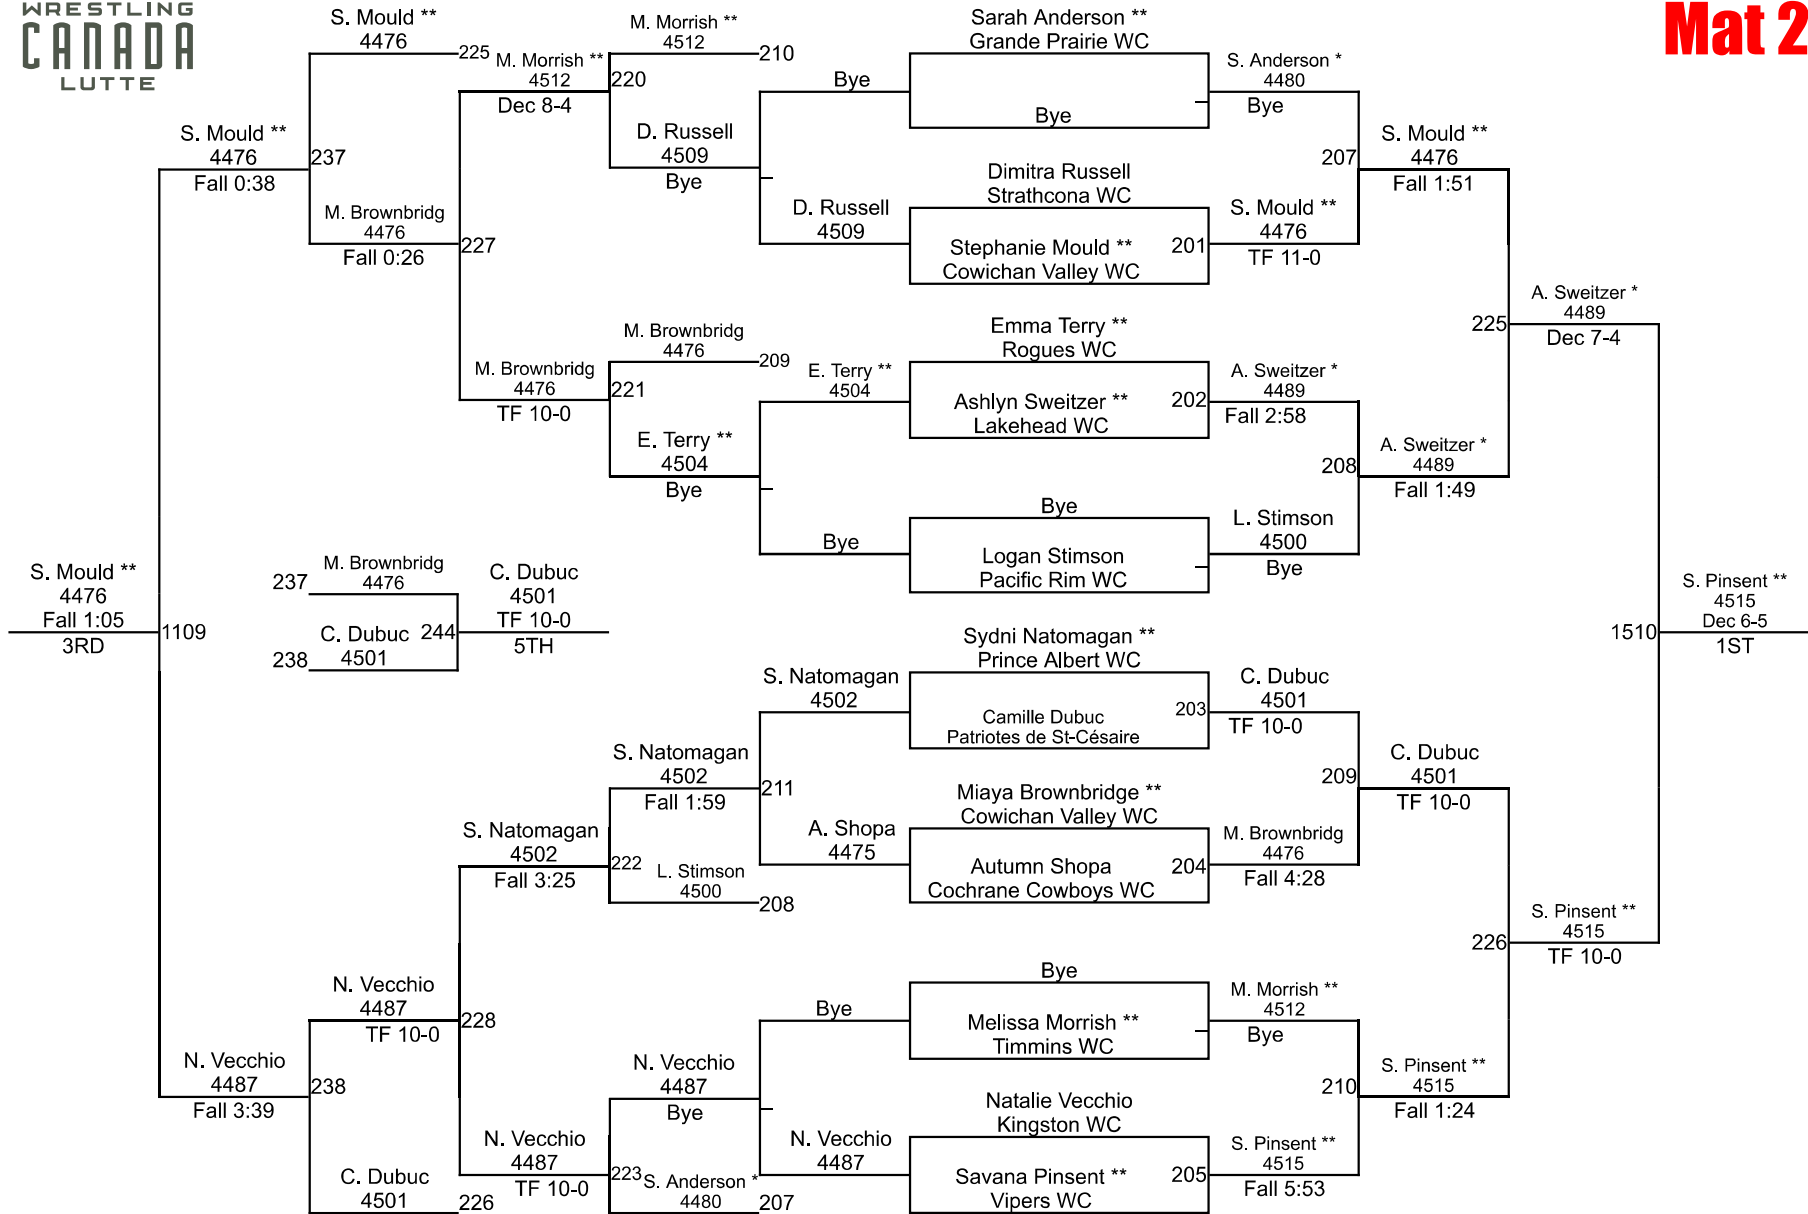 WRESTLING
CANADA
LUTTE
Mat 2
S. Mould **
4476
225
M. Morrish **
4512
Dec 8-4
M. Morrish **
4512
210
220
Bye
Sarah Anderson **
Grande Prairie WC
Bye
S. Anderson *
4480
Bye
D. Russell
4509
Bye
S. Mould **
4476
Fall 0:38
237
207
S. Mould **
4476
Fall 1:51
M. Brownbridg
4476
Fall 0:26
227
Dimitra Russell
Strathcona WC
D. Russell
4509
Stephanie Mould **
Cowichan Valley WC
201
S. Mould **
4476
TF 11-0
A. Sweitzer *
4489
Dec 7-4
225
M. Brownbridg
4476
209
Emma Terry **
Rogues WC
M. Brownbridg
4476
TF 10-0
221
E. Terry **
4504
Ashlyn Sweitzer **
Lakehead WC
202
A. Sweitzer *
4489
Fall 2:58
E. Terry **
4504
Bye
208
A. Sweitzer *
4489
Fall 1:49
Bye
Bye
Logan Stimson
Pacific Rim WC
L. Stimson
4500
Bye
S. Mould **
4476
Fall 1:05
3RD
1109
237
M. Brownbridg
4476
C. Dubuc
4501
238
244
C. Dubuc
4501
TF 10-0
5TH
1510
S. Pinsent **
4515
Dec 6-5
1ST
Sydni Natomagan **
Prince Albert WC
S. Natomagan
4502
Camille Dubuc
Patriotes de St-Césaire
203
C. Dubuc
4501
TF 10-0
S. Natomagan
4502
Fall 1:59
211
Miaya Brownbridge **
Cowichan Valley WC
209
C. Dubuc
4501
TF 10-0
S. Natomagan
4502
Fall 3:25
222
L. Stimson
4500
208
A. Shopa
4475
Autumn Shopa
Cochrane Cowboys WC
204
M. Brownbridg
4476
Fall 4:28
226
S. Pinsent **
4515
TF 10-0
N. Vecchio
4487
TF 10-0
228
Bye
Bye
Melissa Morrish **
Timmins WC
M. Morrish **
4512
Bye
N. Vecchio
4487
Fall 3:39
238
N. Vecchio
4487
Bye
210
S. Pinsent **
4515
Fall 1:24
Natalie Vecchio
Kingston WC
N. Vecchio
4487
TF 10-0
223
N. Vecchio
4487
Savana Pinsent **
Vipers WC
205
S. Pinsent **
4515
Fall 5:53
C. Dubuc
4501
226
S. Anderson *
4480
207